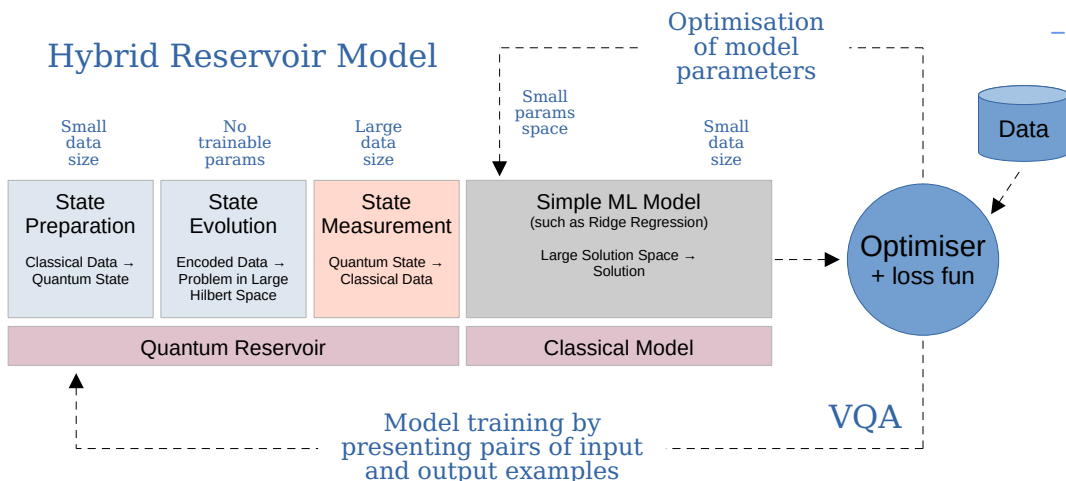 Hybrid Reservoir Model
Optimisation
of model
parameters
Small
data
size
No
trainable
params
Large
data
size
Small
params
space
Small
data
size
Data
State
Preparation
Classical Data →
Quantum State
State
Evolution
Encoded Data →
Problem in Large
Hilbert Space
State
Measurement
Quantum State →
Classical Data
Simple ML Model
(such as Ridge Regression)
Large Solution Space →
Solution
Optimiser
+ loss fun
Quantum Reservoir
Classical Model
VQA
Model training by
presenting pairs of input
and output examples